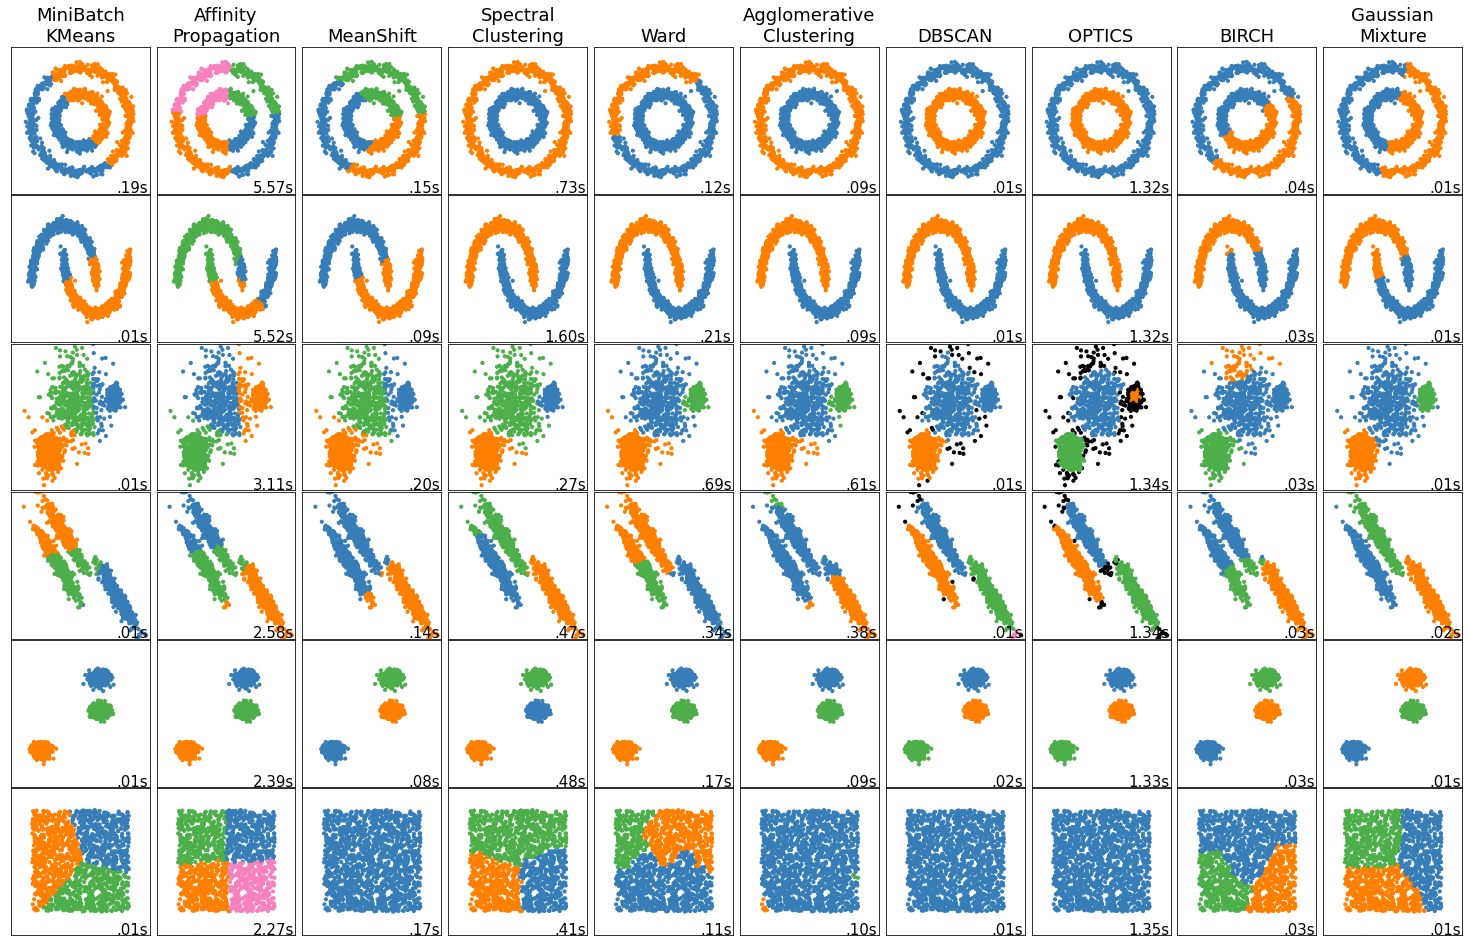 MiniBatch
KMeans
Affinity
Propagation
MeanShift
Spectral
Clustering
Ward
Agglomerative
Clustering
DBSCAN
OPTICS
BIRCH
Gaussian
Mixture
.19s 5.57s .15s .73s .12s .09s .01s 1.32s .04s .01s
.01s 5.52s .09s 1.60s .21s .09s .01s 1.32s .03s .01s
.01s 3.11s .20s .27s .69s .61s .01s 1.34s .03s .01s
.01s 2.58s .14s .47s .34s .38s .01s 1.34s .03s .02s
.01s 2.39s .08s .48s .17s .09s .02s 1.33s .03s .01s
.01s 2.27s .17s .41s .11s .10s .01s 1.35s .03s .01s